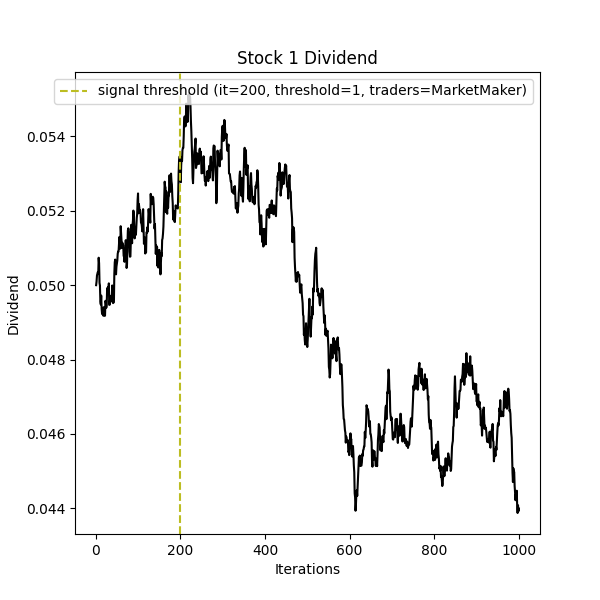 Stock 1 Dividend
signal threshold (it=200, threshold=1, traders=MarketMaker)
0.054
0.052
0.050
0.048
0.046
0.044
Dividend
0 200 400 600 800 1000
Iterations